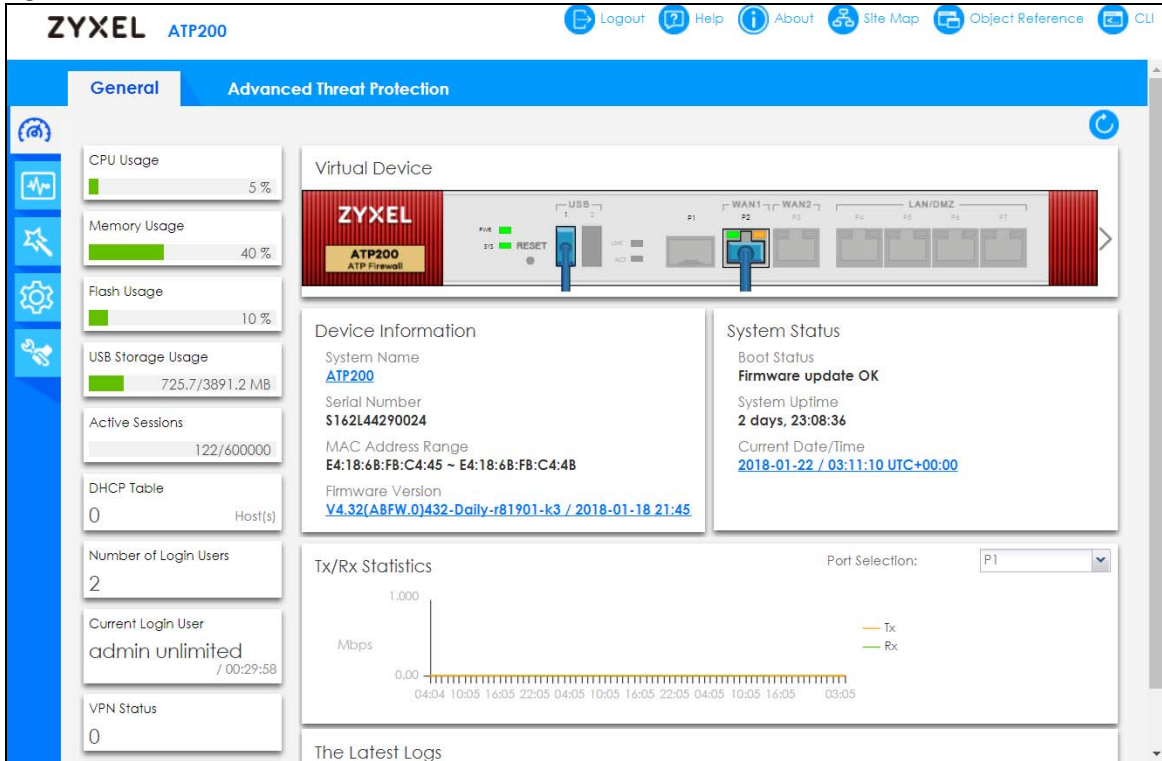 ZYXEL ATP200
Logout Help About Site Map Object Reference CLI
General Advanced Threat Protection
CPU Usage
5 %
Memory Usage
40 %
Flash Usage
10 %
USB Storage Usage
725.7/3891.2 MB
Active Sessions
122/600000
DHCP Table
0 Host(s)
Number of Login Users
2
Current Login User
admin unlimited
/ 00:29:58
VPN Status
0
Virtual Device
ZYXEL
ATP200
ATP Firewall
PWR
SYS
RESET
USB
1 2
P1
WAN1 WAN2
P2 P3
LAN/DMZ
P4 P5 P6 P7
Device Information
System Name
ATP200
Serial Number
S162L44290024
MAC Address Range
E4:18:6B:FB:C4:45 ~ E4:18:6B:FB:C4:4B
Firmware Version
V4.32(ABFW.0)432-Daily-r81901-k3 / 2018-01-18 21:45
System Status
Boot Status
Firmware update OK
System Uptime
2 days, 23:08:36
Current Date/Time
2018-01-22 / 03:11:10 UTC+00:00
Tx/Rx Statistics
Port Selection: P1
1.000
Mbps
0.00
04:04 10:05 16:05 22:05 04:05 10:05 16:05 22:05 04:05 10:05 16:05 03:05
Tx
Rx
The Latest Logs